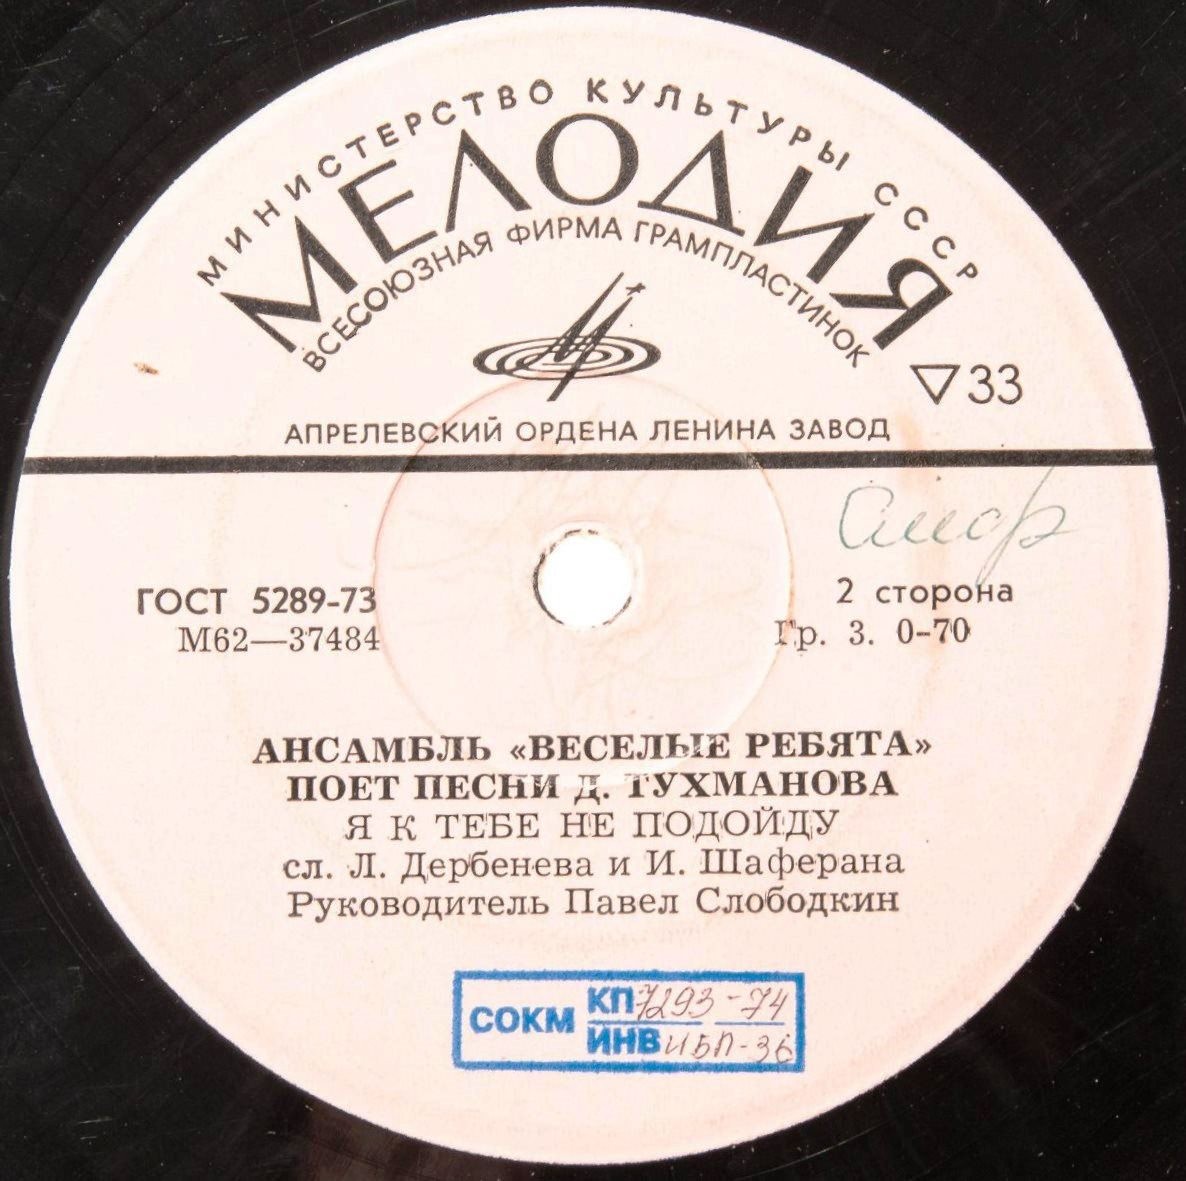 МИНИСТЕРСТВО КУЛЬТУРЫ СССР
МЕЛОДИЯ
ВСЕСОЮЗНАЯ ФИРМА ГРАМПЛАСТИНОК
33
АПРЕЛЕВСКИЙ ОРДЕНА ЛЕНИНА ЗАВОД
ГОСТ 5289-73
М62—37484
2 сторона
Гр. 3. 0-70
АНСАМБЛЬ «ВЕСЕЛЫЕ РЕБЯТА»
ПОЕТ ПЕСНИ Д. ТУХМАНОВА
Я К ТЕБЕ НЕ ПОДОЙДУ
сл. Л. Дербенева и И. Шаферана
Руководитель Павел Слободкин
СОКМ
КП 7293-74
ИНВ ИБП-36